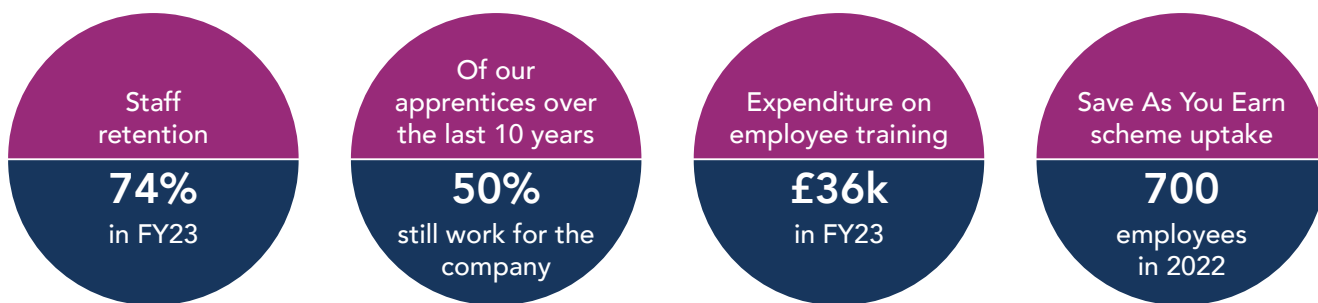 Staff
retention
74%
in FY23
Of our
apprentices over
the last 10 years
50%
still work for the
company
Expenditure on
employee training
£36k
in FY23
Save As You Earn
scheme uptake
700
employees
in 2022